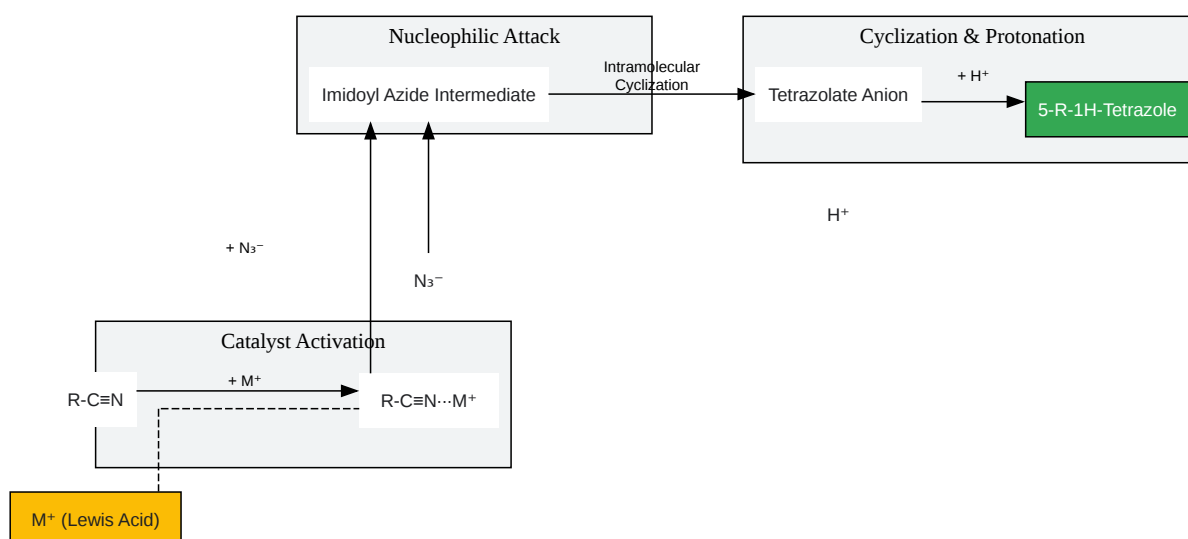 Nucleophilic Attack
Imidoyl Azide Intermediate
Intramolecular
Cyclization
Cyclization & Protonation
Tetrazolate Anion
+ H⁺
5-R-1H-Tetrazole
H⁺
+ N₃⁻
N₃⁻
Catalyst Activation
R-C≡N
+ M⁺
R-C≡N···M⁺
M⁺ (Lewis Acid)